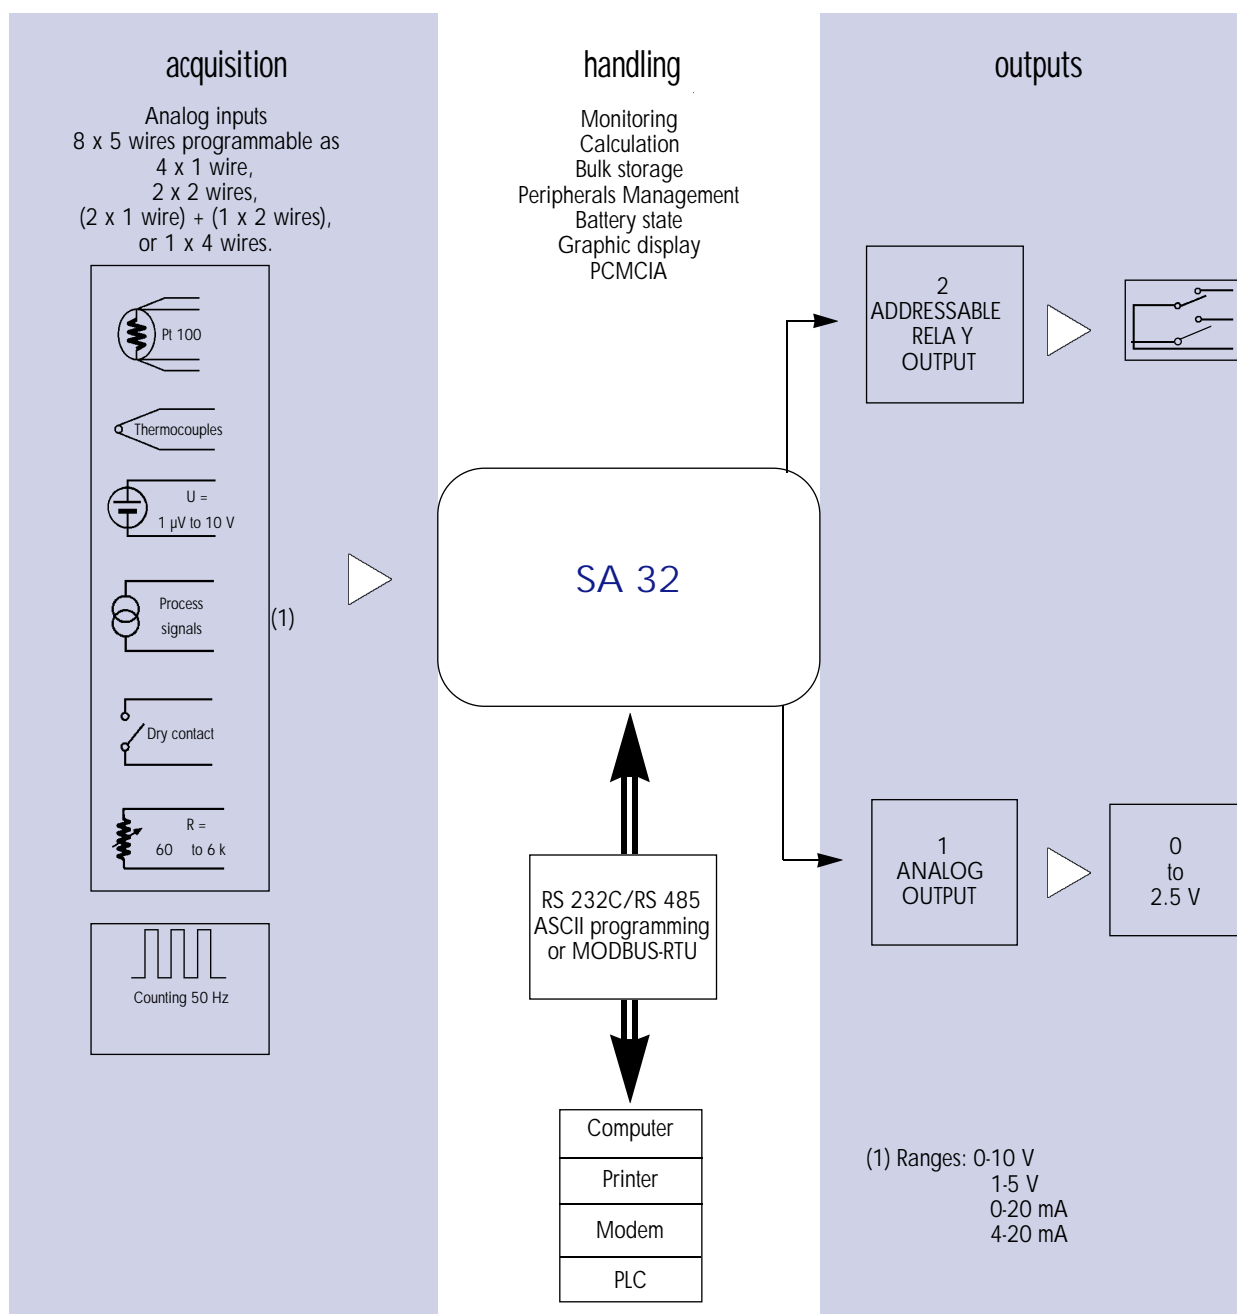 acquisition
Analog inputs
8 x 5 wires programmable as
4 x 1 wire,
2 x 2 wires,
(2 x 1 wire) + (1 x 2 wires),
or 1 x 4 wires.
Pt 100
Thermocouples
U =
1 µV to 10 V
Process
signals
(1)
Dry contact
R =
60 to 6 k
Counting 50 Hz
handling
Monitoring
Calculation
Bulk storage
Peripherals Management
Battery state
Graphic display
PCMCIA
SA 32
RS 232C/RS 485
ASCII programming
or MODBUS-RTU
Computer
Printer
Modem
PLC
outputs
2
ADDRESSABLE
RELA Y
OUTPUT
1
ANALOG
OUTPUT
0
to
2.5 V
(1) Ranges: 0-10 V
1-5 V
0-20 mA
4-20 mA